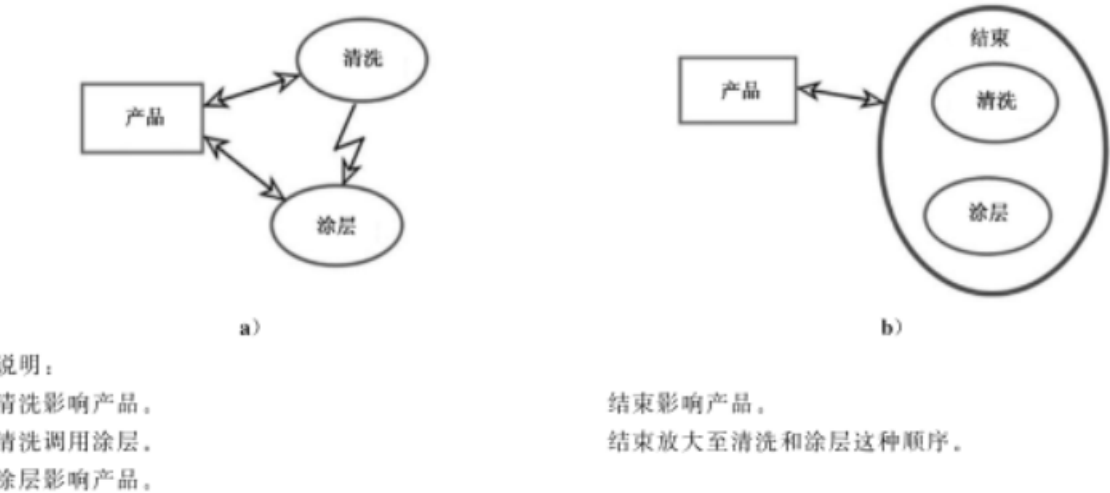 清洗
产品
涂层
a)
结束
产品
清洗
涂层
b)
说明：
清洗影响产品。
清洗调用涂层。
涂层影响产品。
结束影响产品。
结束放大至清洗和涂层这种顺序。